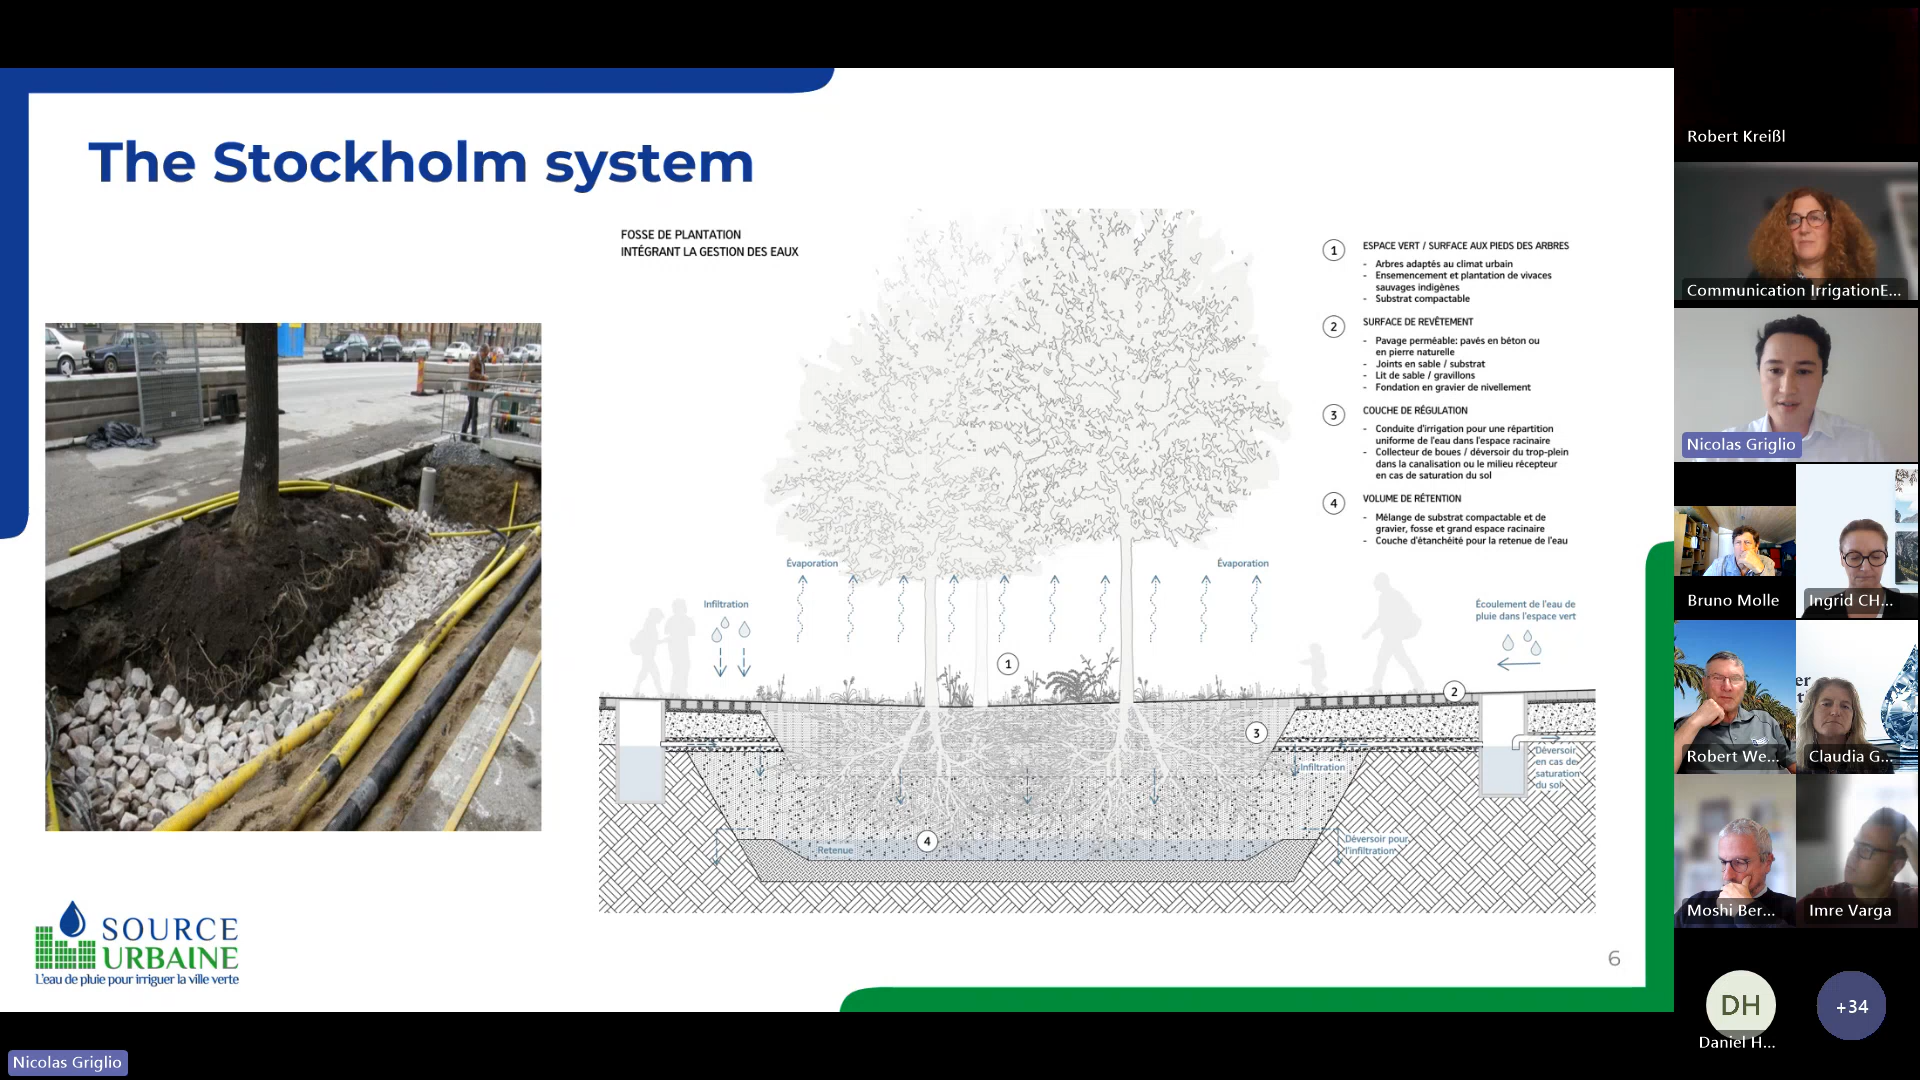 The Stockholm system
FOSSE DE PLANTATION
INTÉGRANT LA GESTION DES EAUX
1
ESPACE VERT / SURFACE AUX PIEDS DES ARBRES
- Arbres adaptés au climat urbain
- Ensemencement et plantation de vivaces
sauvages indigènes
- Substrat compactable
2
SURFACE DE REVÊTEMENT
- Pavage perméable: pavés en béton ou
en pierre naturelle
- Joints en sable / substrat
- Lit de sable / gravillons
- Fondation en gravier de nivellement
3
COUCHE DE RÉGULATION
- Conduite d'irrigation pour une répartition
uniforme de l'eau dans l'espace racinaire
- Collecteur de boues / déversoir du trop-plein
dans la canalisation ou le milieu récepteur
en cas de saturation du sol
4
VOLUME DE RÉTENTION
- Mélange de substrat compactable et de
gravier, fosse et grand espace racinaire
- Couche d'étanchéité pour la retenue de l'eau
Évaporation
Évaporation
Infiltration
Écoulement de l'eau de
pluie dans l'espace vert
1
2
3
Infiltration
Déversoir
en cas de
saturation
du sol
4
Retenue
Déversoir pour
l'infiltration
SOURCE
URBAINE
L'eau de pluie pour irriguer la ville verte
6
Nicolas Griglio
Robert Kreißl
Communication IrrigationE...
Nicolas Griglio
Bruno Molle
Ingrid CH...
Robert We...
Claudia G...
Moshi Ber...
Imre Varga
DH
Daniel H...
+34